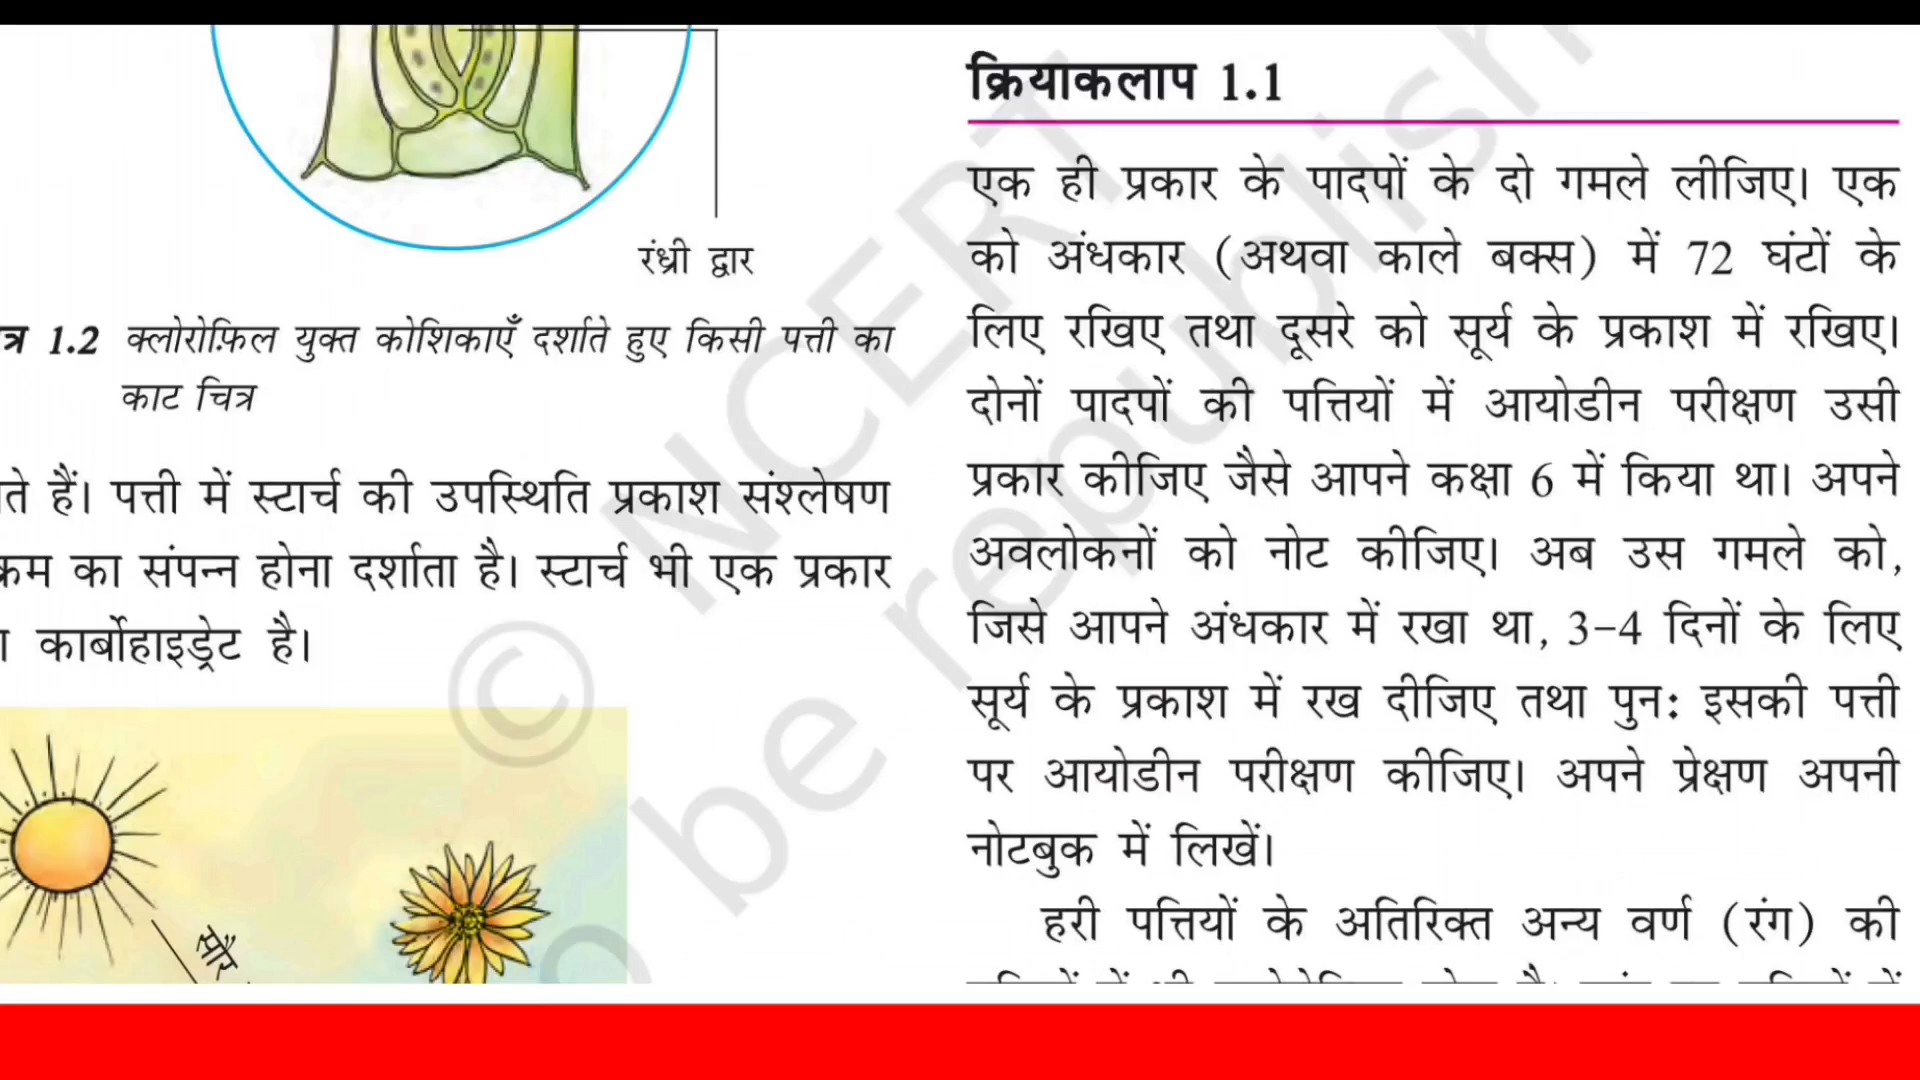 रंध्री द्वार
1.2 क्लोरोफ़िल युक्त कोशिकाएँ दर्शाते हुए किसी पत्ती का
काट चित्र
हैं। पत्ती में स्टार्च की उपस्थिति प्रकाश संश्लेषण
का संपन्न होना दर्शाता है। स्टार्च भी एक प्रकार
कार्बोहाइड्रेट है।
सौर
क्रियाकलाप 1.1
एक ही प्रकार के पादपों के दो गमले लीजिए। एक
को अंधकार (अथवा काले बक्स) में 72 घंटों के
लिए रखिए तथा दूसरे को सूर्य के प्रकाश में रखिए।
दोनों पादपों की पत्तियों में आयोडीन परीक्षण उसी
प्रकार कीजिए जैसे आपने कक्षा 6 में किया था। अपने
अवलोकनों को नोट कीजिए। अब उस गमले को,
जिसे आपने अंधकार में रखा था, 3-4 दिनों के लिए
सूर्य के प्रकाश में रख दीजिए तथा पुनः इसकी पत्ती
पर आयोडीन परीक्षण कीजिए। अपने प्रेक्षण अपनी
नोटबुक में लिखें।
हरी पत्तियों के अतिरिक्त अन्य वर्ण (रंग) की
© NCERT
be republish